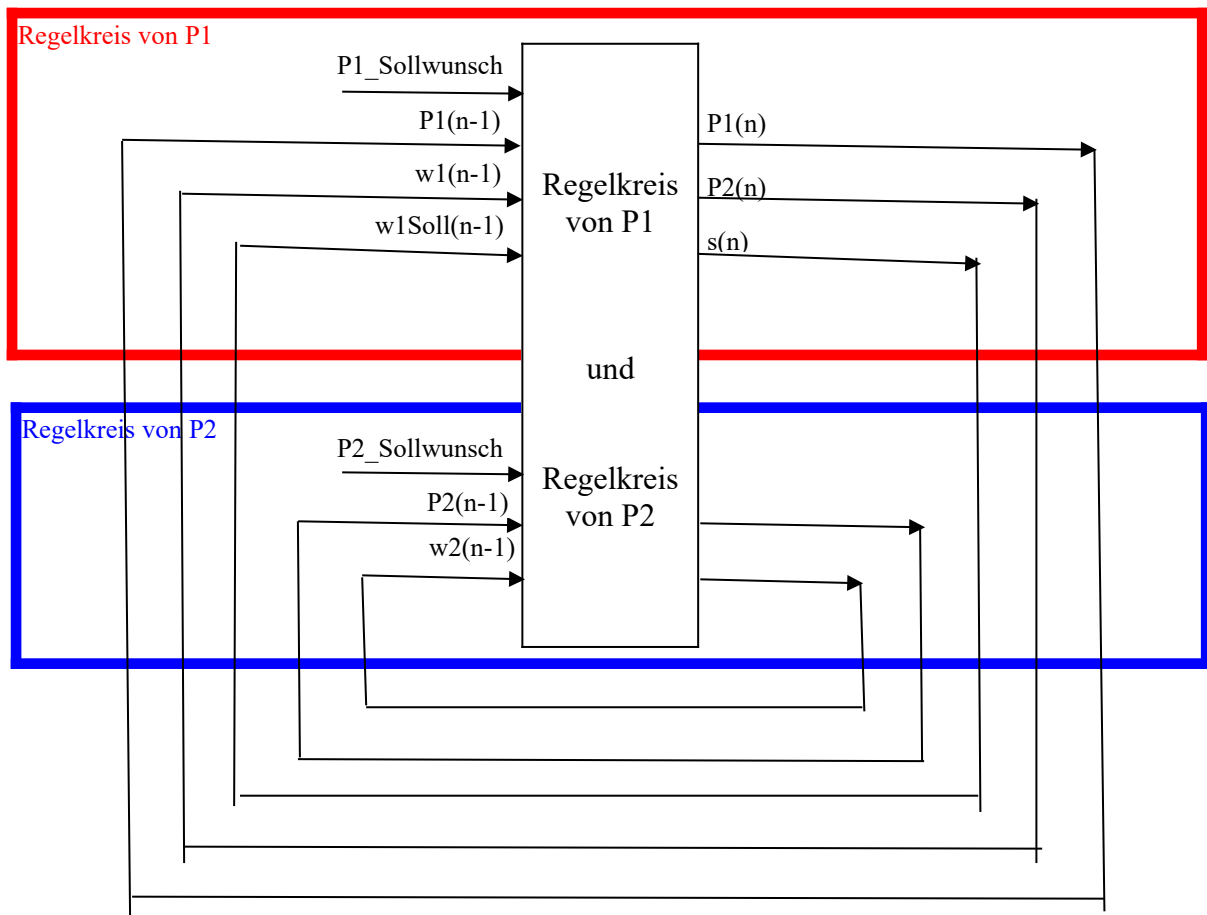 Regelkreis von P1
P1_Sollwunsch
P1(n-1)
P1(n)
w1(n-1)
Regelkreis
P2(n)
von P1
w1Soll(n-1)
s(n)
und
Regelkreis von P2
P2_Sollwunsch
Regelkreis
P2(n-1)
von P2
w2(n-1)